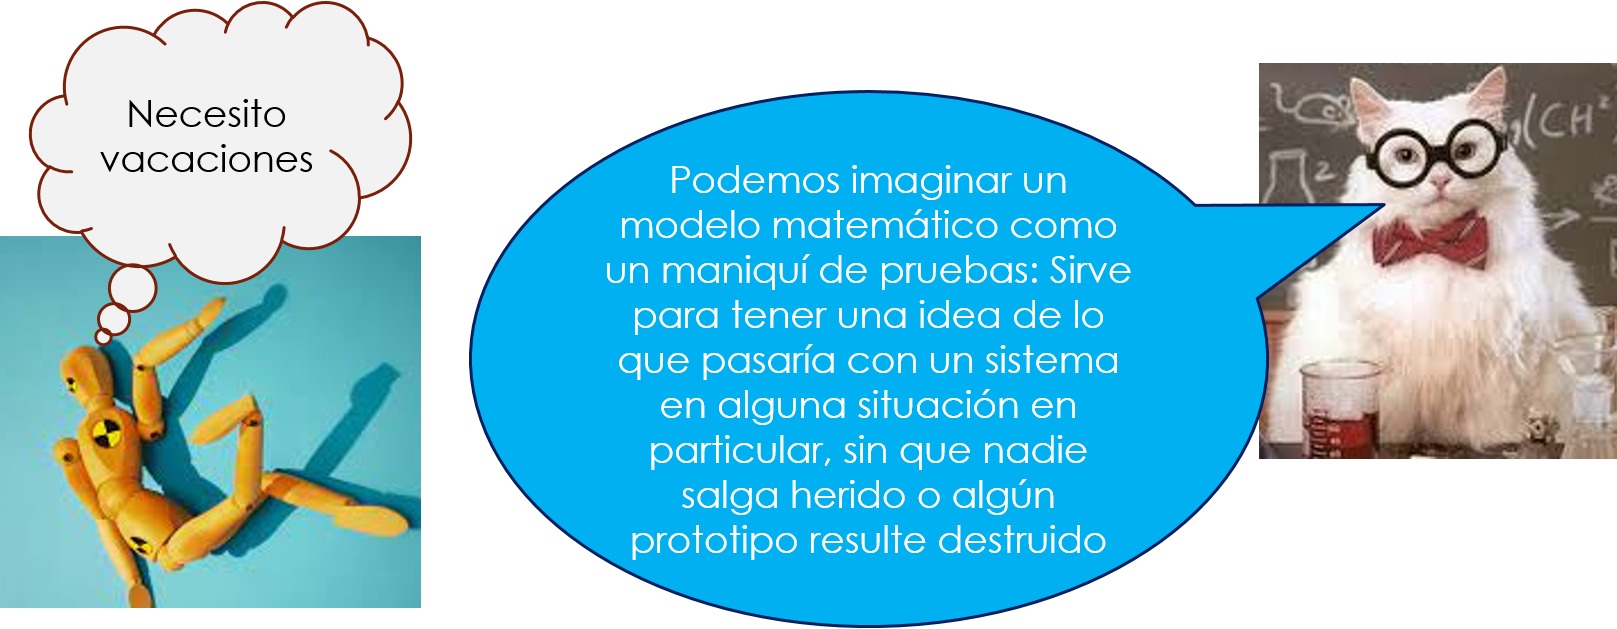 Necesito
vacaciones
Podemos imaginar un
modelo matemático como
un maniquí de pruebas: Sirve
para tener una idea de lo
que pasaría con un sistema
en alguna situación en
particular, sin que nadie
salga herido o algún
prototipo resulte destruido
(CH²
2